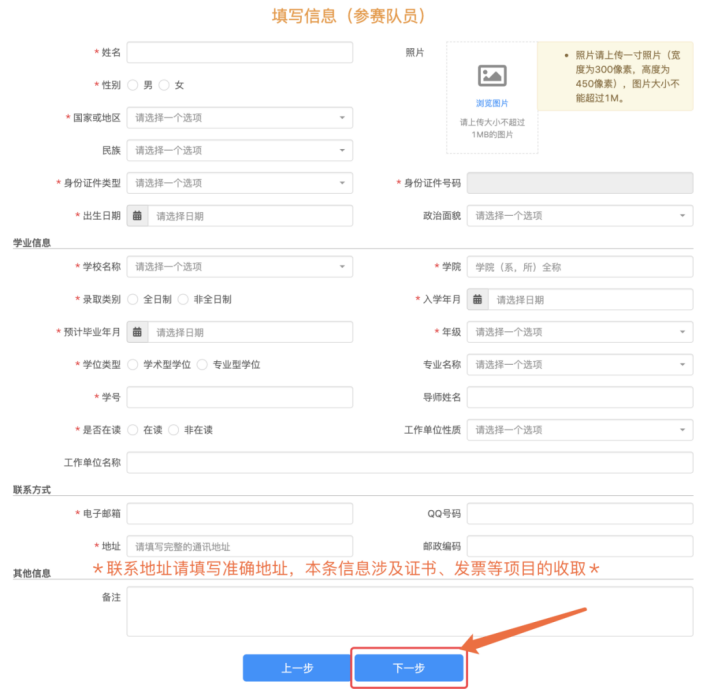 填写信息（参赛队员）
* 姓名
照片
浏览图片
请上传大小不超过
1MB的图片
• 照片请上传一寸照片（宽
度为300像素，高度为
450像素），图片大小不
能超过1M。
* 性别 男 女
* 国家或地区 请选择一个选项
民族 请选择一个选项
* 身份证件类型 请选择一个选项 * 身份证件号码
* 出生日期 请选择日期 政治面貌 请选择一个选项
学业信息
* 学校名称 请选择一个选项 * 学院 学院（系，所）全称
* 录取类别 全日制 非全日制 * 入学年月 请选择日期
* 预计毕业年月 请选择日期 * 年级 请选择一个选项
* 学位类型 学术型学位 专业型学位 专业名称 请选择一个选项
* 学号 导师姓名
* 是否在读 在读 非在读 工作单位性质 请选择一个选项
工作单位名称
联系方式
* 电子邮箱 QQ号码
* 地址 请填写完整的通讯地址 邮政编码
*联系地址请填写准确地址，本条信息涉及证书、发票等项目的收取*
其他信息
备注
上一步 下一步